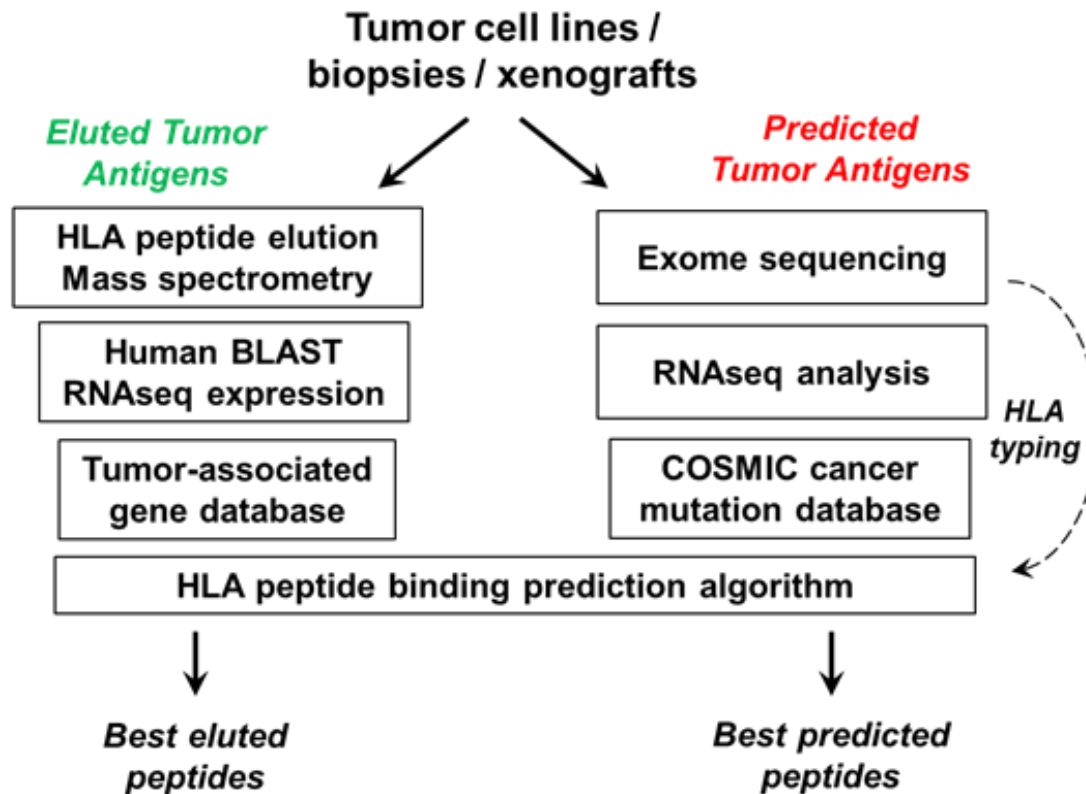 Tumor cell lines /
biopsies / xenografts
Eluted Tumor
Antigens
Predicted
Tumor Antigens
HLA peptide elution
Mass spectrometry
Exome sequencing
Human BLAST
RNAseq expression
RNAseq analysis
HLA
typing
Tumor-associated
gene database
COSMIC cancer
mutation database
HLA peptide binding prediction algorithm
Best eluted
peptides
Best predicted
peptides